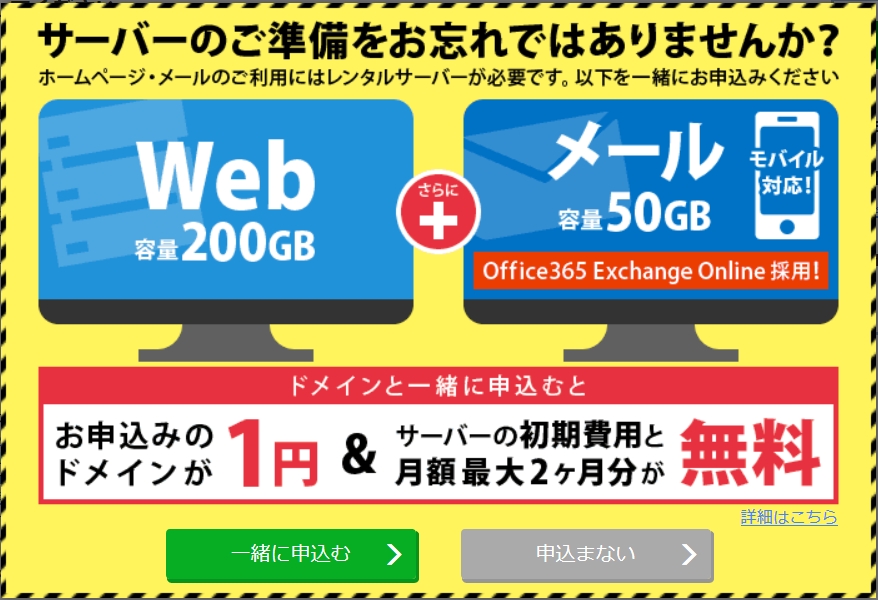 サーバーのご準備をお忘れではありませんか?
ホームページ・メールのご利用にはレンタルサーバーが必要です。以下を一緒にお申込みください
Web
容量200GB
さらに
+
メール
容量50GB
モバイル
対応!
Office365 Exchange Online 採用!
ドメインと一緒に申込むと
お申込みの
ドメインが
1円
&
サーバーの初期費用と
月額最大2ヶ月分が
無料
詳細はこちら
一緒に申込む
申込まない